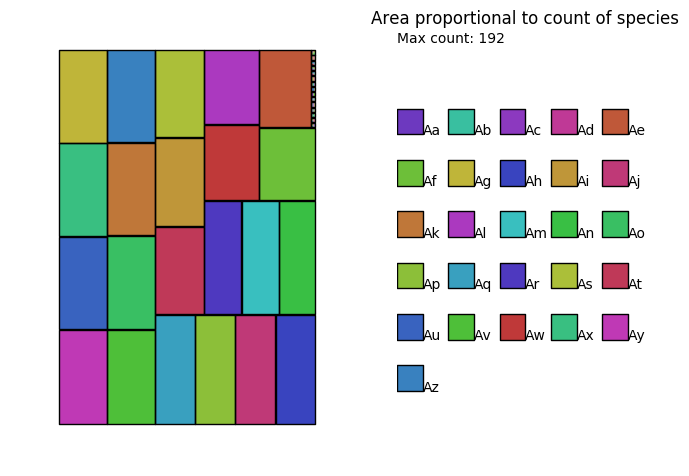 Area proportional to count of species
Max count: 192
Aa Ab Ac Ad Ae
Af Ag Ah Ai Aj
Ak Al Am An Ao
Ap Aq Ar As At
Au Av Aw Ax Ay
Az